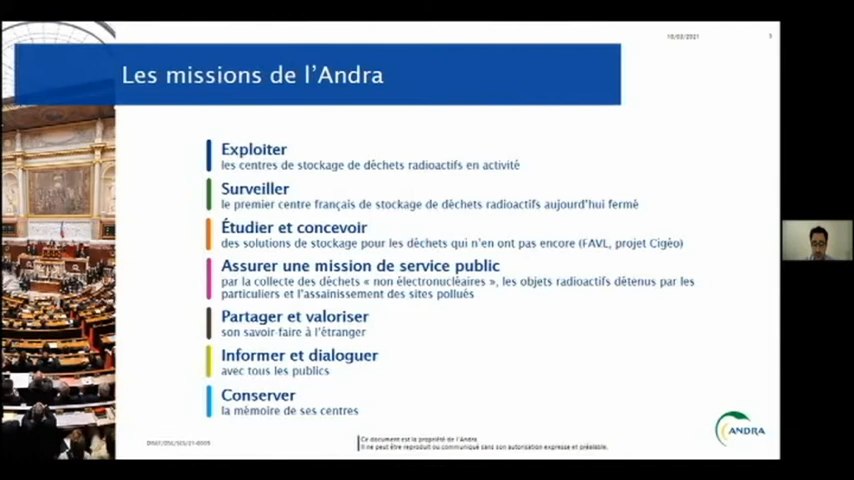 10/03/2021
Les missions de l'Andra
Exploiter
les centres de stockage de déchets radioactifs en activité
Surveiller
le premier centre français de stockage de déchets radioactifs aujourd'hui fermé
Étudier et concevoir
des solutions de stockage pour les déchets qui n'en ont pas encore (FAVL, projet Cigéo)
Assurer une mission de service public
par la collecte des déchets « non électronucléaires », les objets radioactifs détenus par les
particuliers et l'assainissement des sites pollués
Partager et valoriser
son savoir-faire à l'étranger
Informer et dialoguer
avec tous les publics
Conserver
la mémoire de ses centres
Ce document est la propriété de l'Andra.
Il ne peut être reproduit ou communiqué sans son autorisation expresse et préalable.
ANDRA